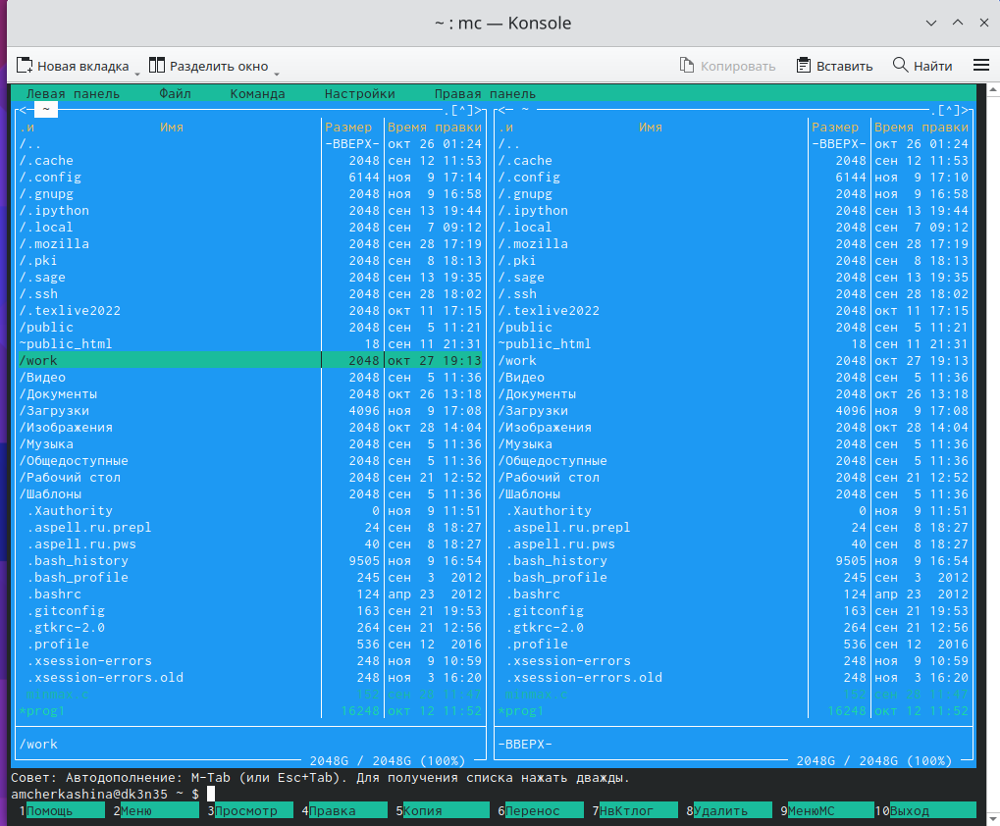 ~ : mc — Konsole
Новая вкладка Разделить окно Копировать Вставить Найти
Левая панель Файл Команда Настройки Правая панель
<─ ~ .[^]> <─ ~ .[^]>
.и Имя Размер Время правки .и Имя Размер Время правки
/.. -ВВЕРХ- окт 26 01:24 /.. -ВВЕРХ- окт 26 01:24
/.cache 2048 сен 12 11:53 /.cache 2048 сен 12 11:53
/.config 6144 ноя 9 17:14 /.config 6144 ноя 9 17:10
/.gnupg 2048 ноя 9 16:58 /.gnupg 2048 ноя 9 16:58
/.ipython 2048 сен 13 19:44 /.ipython 2048 сен 13 19:44
/.local 2048 сен 7 09:12 /.local 2048 сен 7 09:12
/.mozilla 2048 сен 28 17:19 /.mozilla 2048 сен 28 17:19
/.pki 2048 сен 8 18:13 /.pki 2048 сен 8 18:13
/.sage 2048 сен 13 19:35 /.sage 2048 сен 13 19:35
/.ssh 2048 сен 28 18:02 /.ssh 2048 сен 28 18:02
/.texlive2022 2048 окт 11 17:15 /.texlive2022 2048 окт 11 17:15
/public 2048 сен 5 11:21 /public 2048 сен 5 11:21
~public_html 18 сен 11 21:31 ~public_html 18 сен 11 21:31
/work 2048 окт 27 19:13 /work 2048 окт 27 19:13
/Видео 2048 сен 5 11:36 /Видео 2048 сен 5 11:36
/Документы 2048 окт 26 13:18 /Документы 2048 окт 26 13:18
/Загрузки 4096 ноя 9 17:08 /Загрузки 4096 ноя 9 17:08
/Изображения 2048 окт 28 14:04 /Изображения 2048 окт 28 14:04
/Музыка 2048 сен 5 11:36 /Музыка 2048 сен 5 11:36
/Общедоступные 2048 сен 5 11:36 /Общедоступные 2048 сен 5 11:36
/Рабочий стол 2048 сен 21 12:52 /Рабочий стол 2048 сен 21 12:52
/Шаблоны 2048 сен 5 11:36 /Шаблоны 2048 сен 5 11:36
.Xauthority 0 ноя 9 11:51 .Xauthority 0 ноя 9 11:51
.aspell.ru.prepl 24 сен 8 18:27 .aspell.ru.prepl 24 сен 8 18:27
.aspell.ru.pws 40 сен 8 18:27 .aspell.ru.pws 40 сен 8 18:27
.bash_history 9505 ноя 9 16:54 .bash_history 9505 ноя 9 16:54
.bash_profile 245 сен 3 2012 .bash_profile 245 сен 3 2012
.bashrc 124 апр 23 2012 .bashrc 124 апр 23 2012
.gitconfig 163 сен 21 19:53 .gitconfig 163 сен 21 19:53
.gtkrc-2.0 264 сен 21 12:56 .gtkrc-2.0 264 сен 21 12:56
.profile 536 сен 12 2016 .profile 536 сен 12 2016
.xsession-errors 248 ноя 9 10:59 .xsession-errors 248 ноя 9 10:59
.xsession-errors.old 248 ноя 3 16:20 .xsession-errors.old 248 ноя 3 16:20
minmax.c 152 сен 28 11:47 minmax.c 152 сен 28 11:47
*prog1 16248 окт 12 11:52 *prog1 16248 окт 12 11:52
/work -ВВЕРХ-
2048G / 2048G (100%) 2048G / 2048G (100%)
Совет: Автодополнение: M-Tab (или Esc+Tab). Для получения списка нажать дважды.
amcherkashina@dk3n35 ~ $
1Помощь 2Меню 3Просмотр 4Правка 5Копия 6Перенос 7НвКтлог 8Удалить 9МенюMC 10Выход